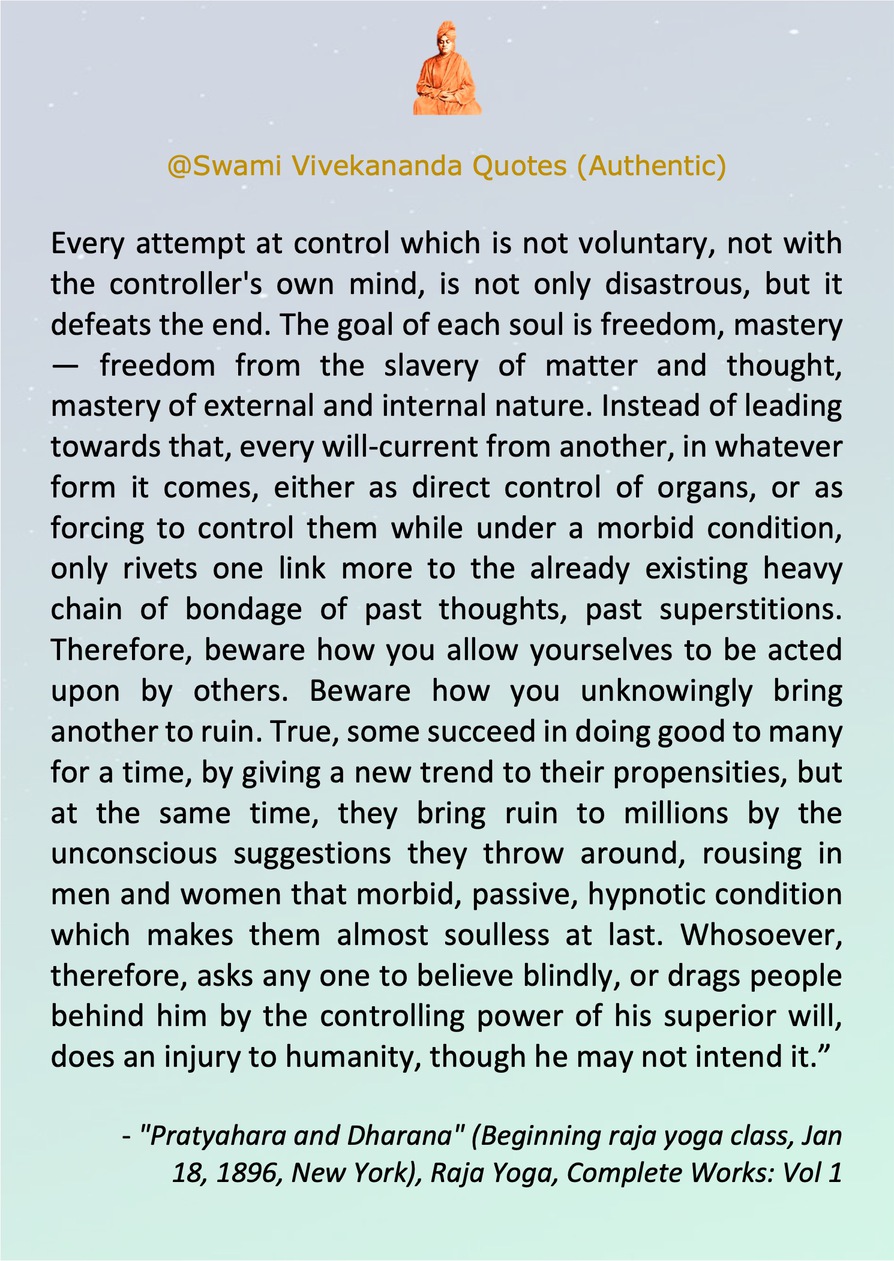 @Swami Vivekananda Quotes (Authentic)
Every attempt at control which is not voluntary, not with
the controller's own mind, is not only disastrous, but it
defeats the end. The goal of each soul is freedom, mastery
— freedom from the slavery of matter and thought,
mastery of external and internal nature. Instead of leading
towards that, every will-current from another, in whatever
form it comes, either as direct control of organs, or as
forcing to control them while under a morbid condition,
only rivets one link more to the already existing heavy
chain of bondage of past thoughts, past superstitions.
Therefore, beware how you allow yourselves to be acted
upon by others. Beware how you unknowingly bring
another to ruin. True, some succeed in doing good to many
for a time, by giving a new trend to their propensities, but
at the same time, they bring ruin to millions by the
unconscious suggestions they throw around, rousing in
men and women that morbid, passive, hypnotic condition
which makes them almost soulless at last. Whosoever,
therefore, asks any one to believe blindly, or drags people
behind him by the controlling power of his superior will,
does an injury to humanity, though he may not intend it.”
- "Pratyahara and Dharana" (Beginning raja yoga class, Jan
18, 1896, New York), Raja Yoga, Complete Works: Vol 1